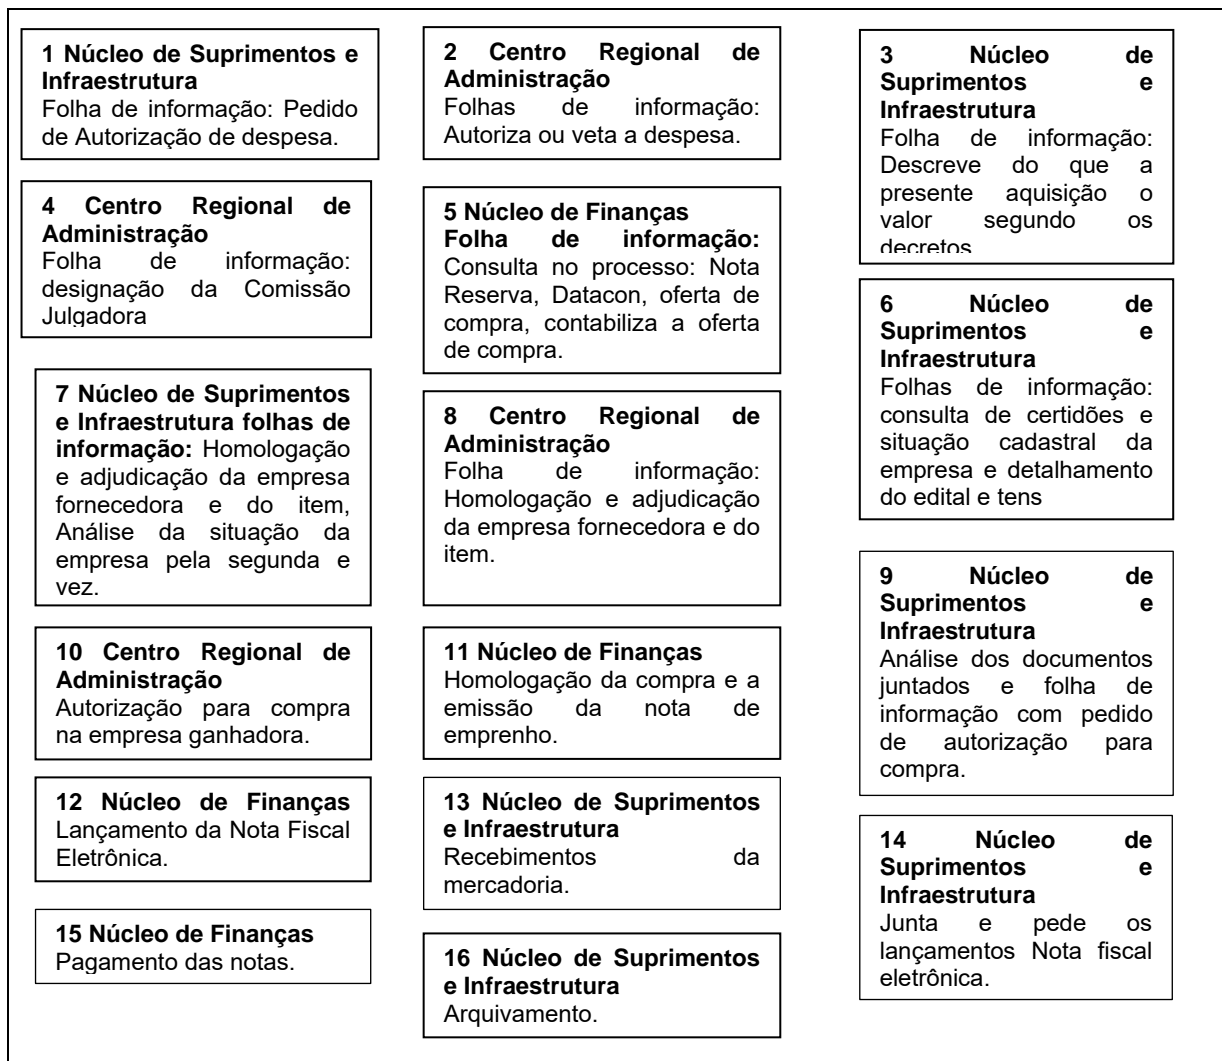 1 Núcleo de Suprimentos e
Infraestrutura
Folha de informação: Pedido
de Autorização de despesa.
2 Centro Regional de
Administração
Folhas de informação:
Autoriza ou veta a despesa.
3 Núcleo de
Suprimentos e
Infraestrutura
Folha de informação:
Descreve do que a
presente aquisição o
valor segundo os
decretos
4 Centro Regional de
Administração
Folha de informação:
designação da Comissão
Julgadora
5 Núcleo de Finanças
Folha de informação:
Consulta no processo: Nota
Reserva, Datacon, oferta de
compra, contabiliza a oferta
de compra.
6 Núcleo de
Suprimentos e
Infraestrutura
Folhas de informação:
consulta de certidões e
situação cadastral da
empresa e detalhamento
do edital e tens
7 Núcleo de Suprimentos
e Infraestrutura folhas de
informação: Homologação
e adjudicação da empresa
fornecedora e do item,
Análise da situação da
empresa pela segunda e
vez.
8 Centro Regional de
Administração
Folha de informação:
Homologação e adjudicação
da empresa fornecedora e do
item.
9 Núcleo de
Suprimentos e
Infraestrutura
Análise dos documentos
juntados e folha de
informação com pedido
de autorização para
compra.
10 Centro Regional de
Administração
Autorização para compra
na empresa ganhadora.
11 Núcleo de Finanças
Homologação da compra e a
emissão da nota de
emprenho.
12 Núcleo de Finanças
Lançamento da Nota Fiscal
Eletrônica.
13 Núcleo de Suprimentos
e Infraestrutura
Recebimentos da
mercadoria.
14 Núcleo de
Suprimentos e
Infraestrutura
Junta e pede os
lançamentos Nota fiscal
eletrônica.
15 Núcleo de Finanças
Pagamento das notas.
16 Núcleo de Suprimentos
e Infraestrutura
Arquivamento.